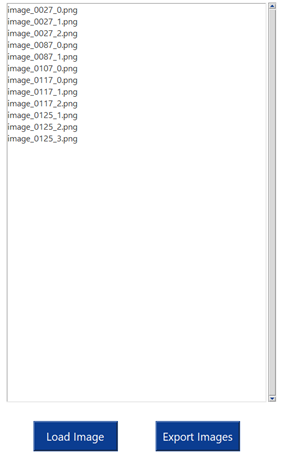 image_0027_0.png
image_0027_1.png
image_0027_2.png
image_0087_0.png
image_0087_1.png
image_0107_0.png
image_0117_0.png
image_0117_1.png
image_0117_2.png
image_0125_1.png
image_0125_2.png
image_0125_3.png
Load Image
Export Images